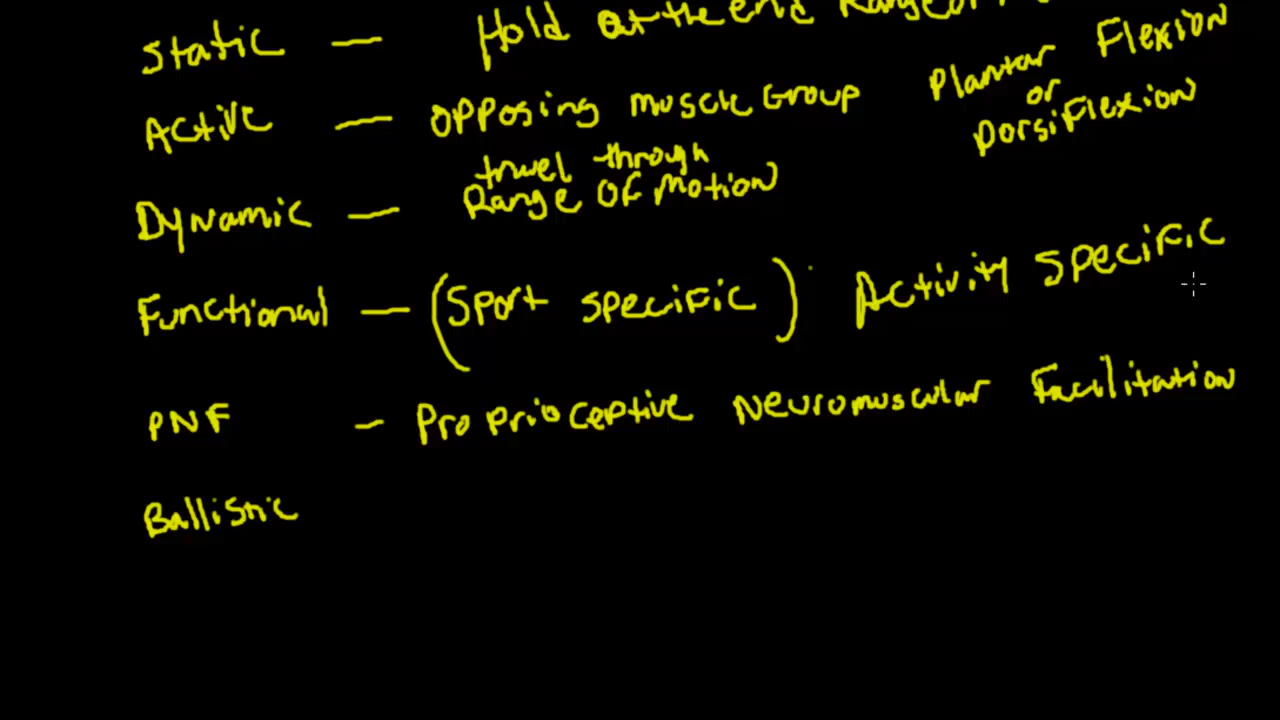 Static — Hold at the end Range of
Active — Opposing muscle Group Plantar Flexion
or
Dorsiflexion
Dynamic — travel through
Range of Motion
Functional — (Sport specific) Activity Specific
PNF - Proprioceptive Neuromuscular Facilitation
Ballistic